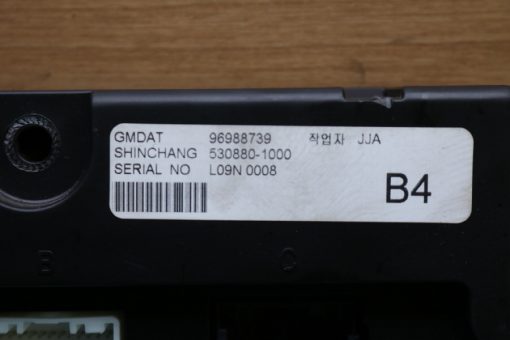 GMDAT 96988739 작업자 JJA
SHINCHANG 530880-1000
SERIAL NO L09N 0008
B4
B C